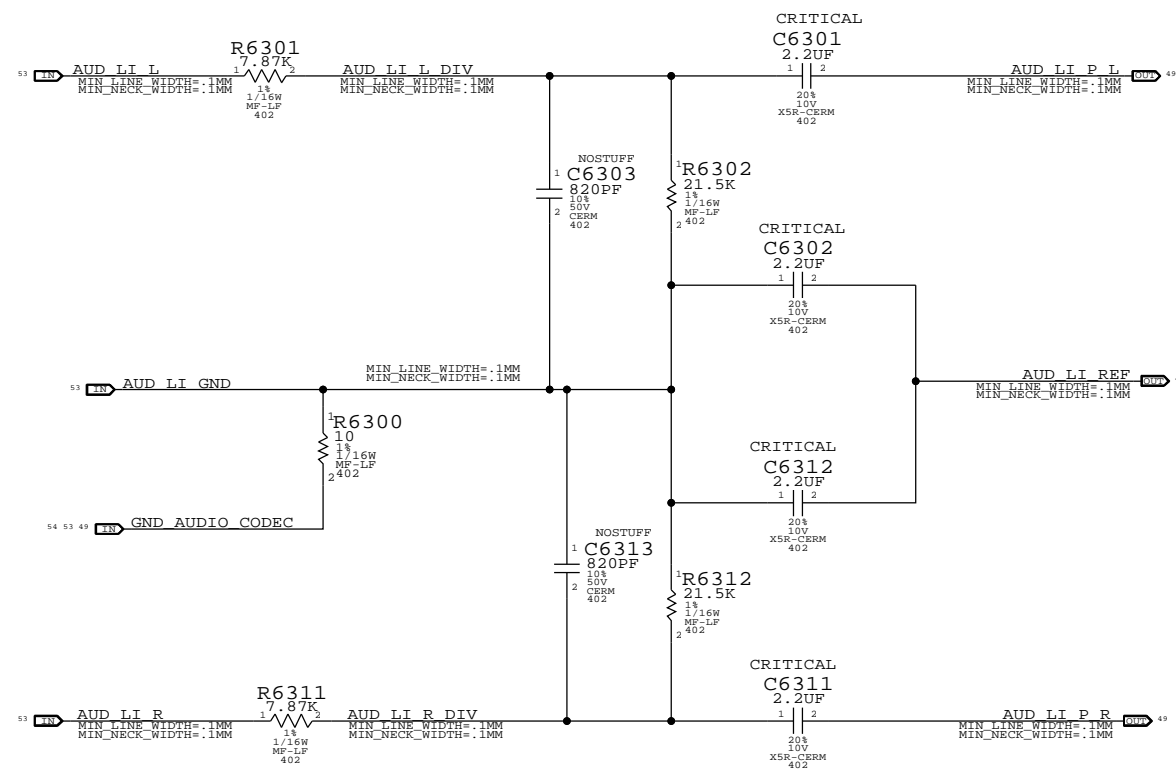 CRITICAL
C6301
2.2UF
1 2
20%
10V
X5R-CERM
402
R6301
7.87K
1 2
1%
1/16W
MF-LF
402
53 IN AUD_LI_L
MIN_LINE_WIDTH=.1MM
MIN_NECK_WIDTH=.1MM
AUD_LI_L_DIV
MIN_LINE_WIDTH=.1MM
MIN_NECK_WIDTH=.1MM
AUD_LI_P_L OUT 49
MIN_LINE_WIDTH=.1MM
MIN_NECK_WIDTH=.1MM
NOSTUFF
1 C6303
820PF
10%
50V
2 CERM
402
1 R6302
21.5K
1%
1/16W
MF-LF
2 402
CRITICAL
C6302
2.2UF
1 2
20%
10V
X5R-CERM
402
53 IN AUD_LI_GND
MIN_LINE_WIDTH=.1MM
MIN_NECK_WIDTH=.1MM
AUD_LI_REF OUT
MIN_LINE_WIDTH=.1MM
MIN_NECK_WIDTH=.1MM
1 R6300
10
1%
1/16W
MF-LF
2 402
CRITICAL
C6312
2.2UF
1 2
20%
10V
X5R-CERM
402
54 53 49 IN GND_AUDIO_CODEC
NOSTUFF
1 C6313
820PF
10%
2 50V
CERM
402
1 R6312
21.5K
1%
1/16W
MF-LF
2 402
CRITICAL
C6311
2.2UF
1 2
20%
10V
X5R-CERM
402
R6311
7.87K
1 2
1%
1/16W
MF-LF
402
53 IN AUD_LI_R
MIN_LINE_WIDTH=.1MM
MIN_NECK_WIDTH=.1MM
AUD_LI_R_DIV
MIN_LINE_WIDTH=.1MM
MIN_NECK_WIDTH=.1MM
AUD_LI_P_R OUT 49
MIN_LINE_WIDTH=.1MM
MIN_NECK_WIDTH=.1MM